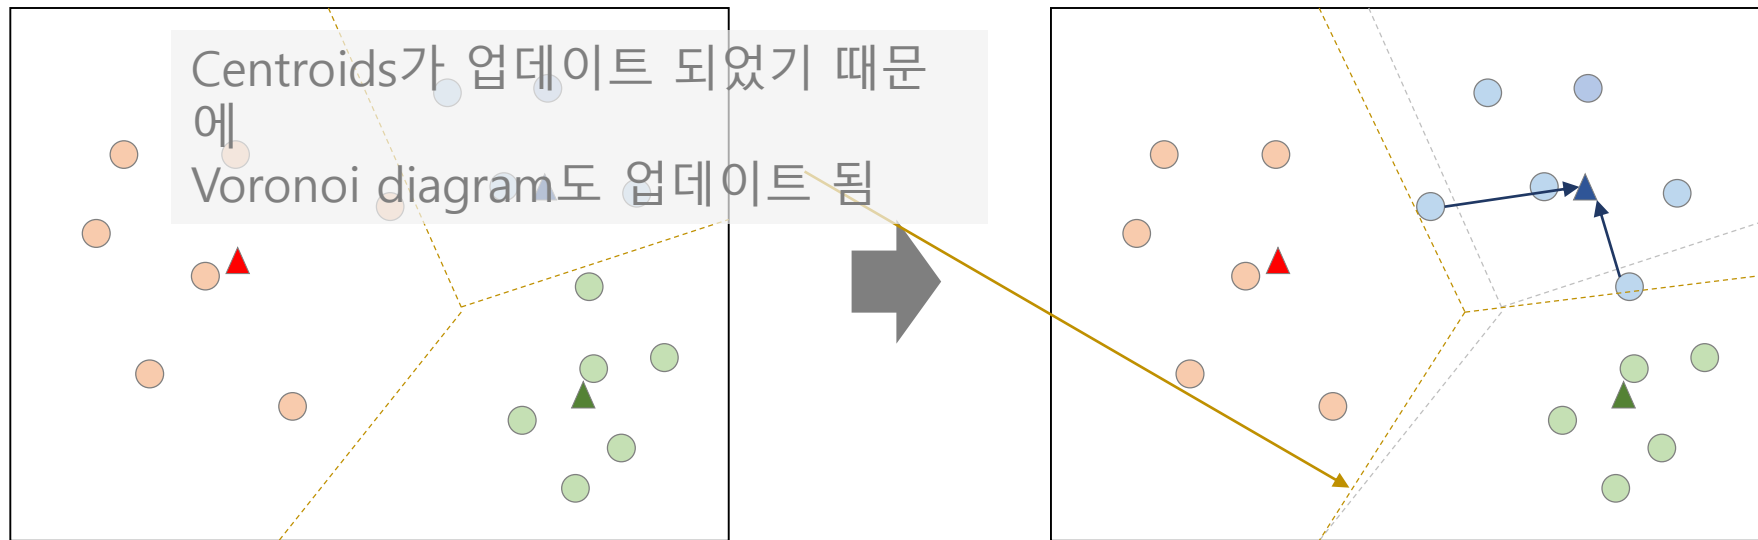 Centroids가 업데이트 되었기 때문
에
Voronoi diagram도 업데이트 됨